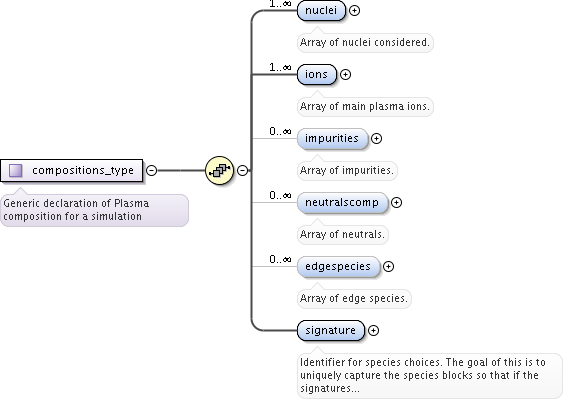 1..∞
nuclei
Array of nuclei considered.
1..∞
ions
Array of main plasma ions.
0..∞
impurities
Array of impurities.
compositions_type
Generic declaration of Plasma
composition for a simulation
0..∞
neutralscomp
Array of neutrals.
0..∞
edgespecies
Array of edge species.
signature
Identifier for species choices. The goal of this is to
uniquely capture the species blocks so that if the
signatures...